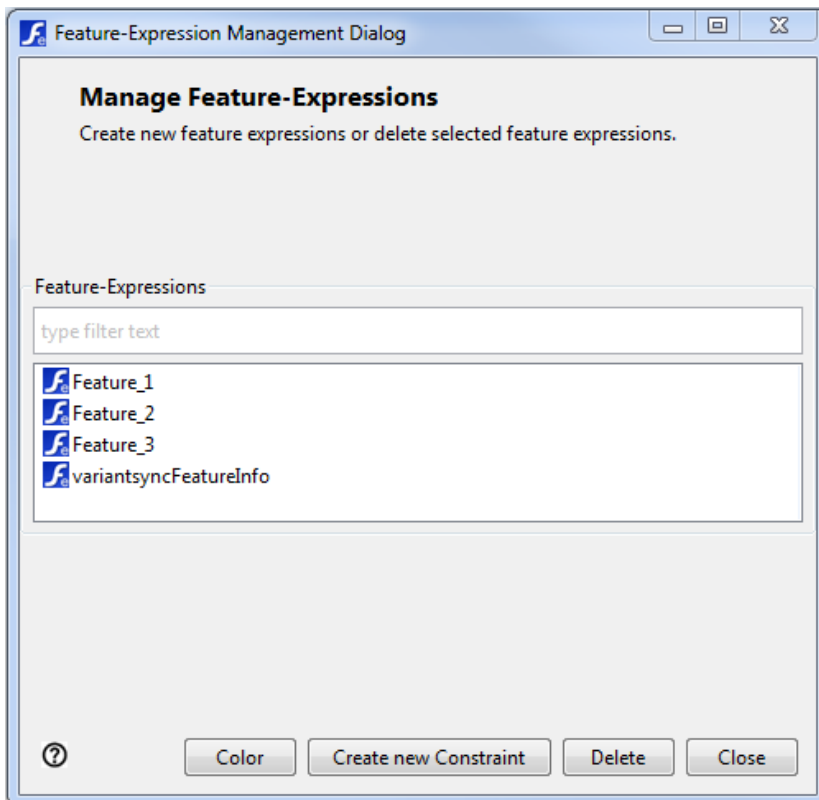 Feature-Expression Management Dialog
Manage Feature-Expressions
Create new feature expressions or delete selected feature expressions.
Feature-Expressions
type filter text
Feature_1
Feature_2
Feature_3
variantsyncFeatureInfo
Color Create new Constraint Delete Close